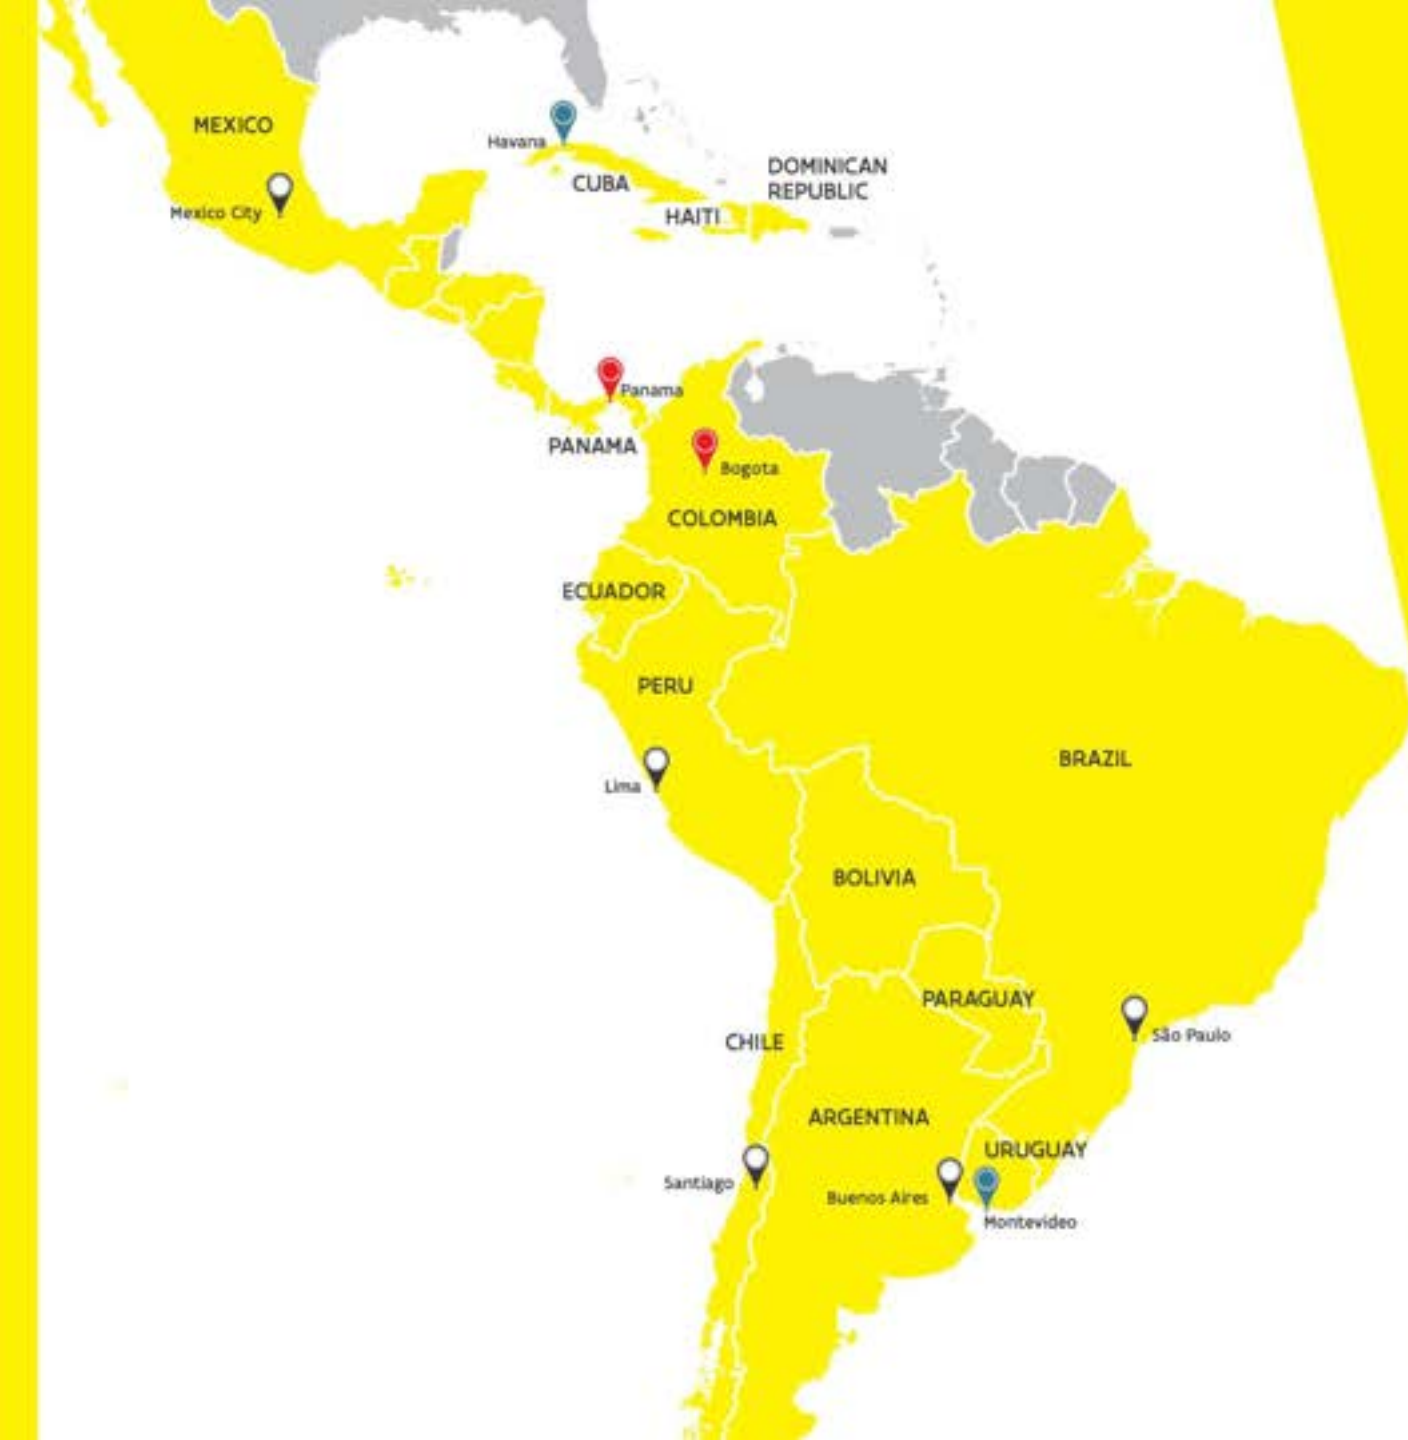 MEXICO
Havana
DOMINICAN
REPUBLIC
CUBA
Mexico City
HAITI
Panama
PANAMA
Bogota
COLOMBIA
ECUADOR
PERU
BRAZIL
Lima
BOLIVIA
PARAGUAY
São Paulo
CHILE
ARGENTINA
URUGUAY
Santiago
Buenos Aires
Montevideo